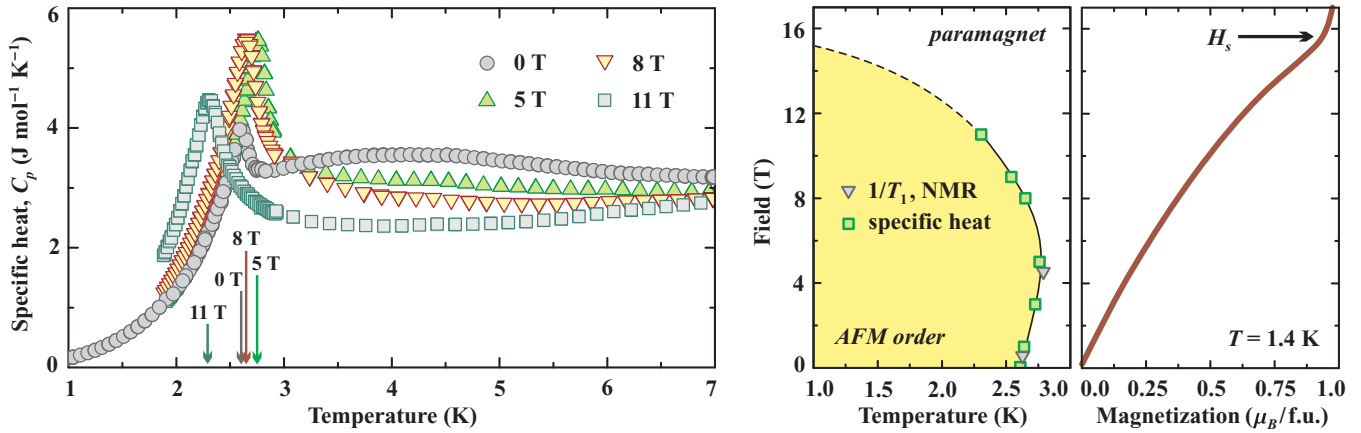 Specific heat, Cₚ (J mol⁻¹ K⁻¹)
6
5
4
3
2
1
0
0 T
5 T
8 T
11 T
8 T
0 T
5 T
11 T
1
2
3
4
5
6
7
Temperature (K)
Field (T)
16
12
8
4
0
paramagnet
1/T₁, NMR
specific heat
AFM order
1.0
1.5
2.0
2.5
3.0
Temperature (K)
Hₛ
T = 1.4 K
0.0
0.25
0.5
0.75
1.0
Magnetization (μ_B/f.u.)